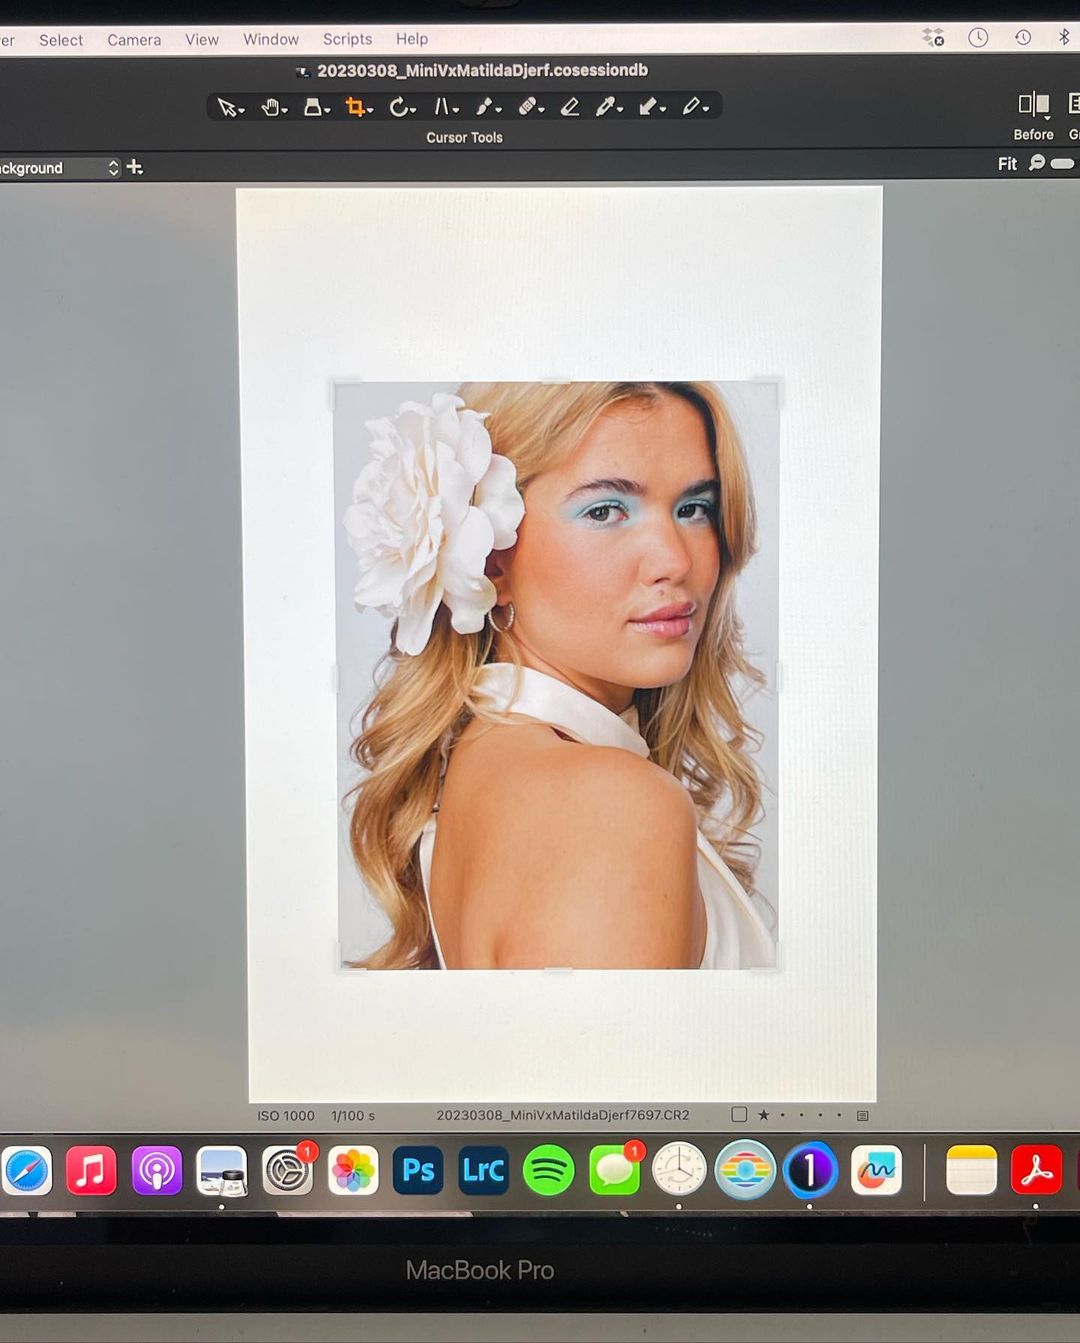 er Select Camera View Window Scripts Help
20230308_MiniVxMatildaDjerf.cosessiondb
Cursor Tools
Before
ckground
Fit
ISO 1000 1/100 s 20230308_MiniVxMatildaDjerf7697.CR2
1 Ps LrC 1 1
MacBook Pro